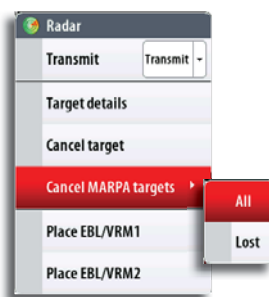 Radar
Transmit Transmit
Target details
Cancel target
Cancel MARPA targets
All
Lost
Place EBL/VRM1
Place EBL/VRM2